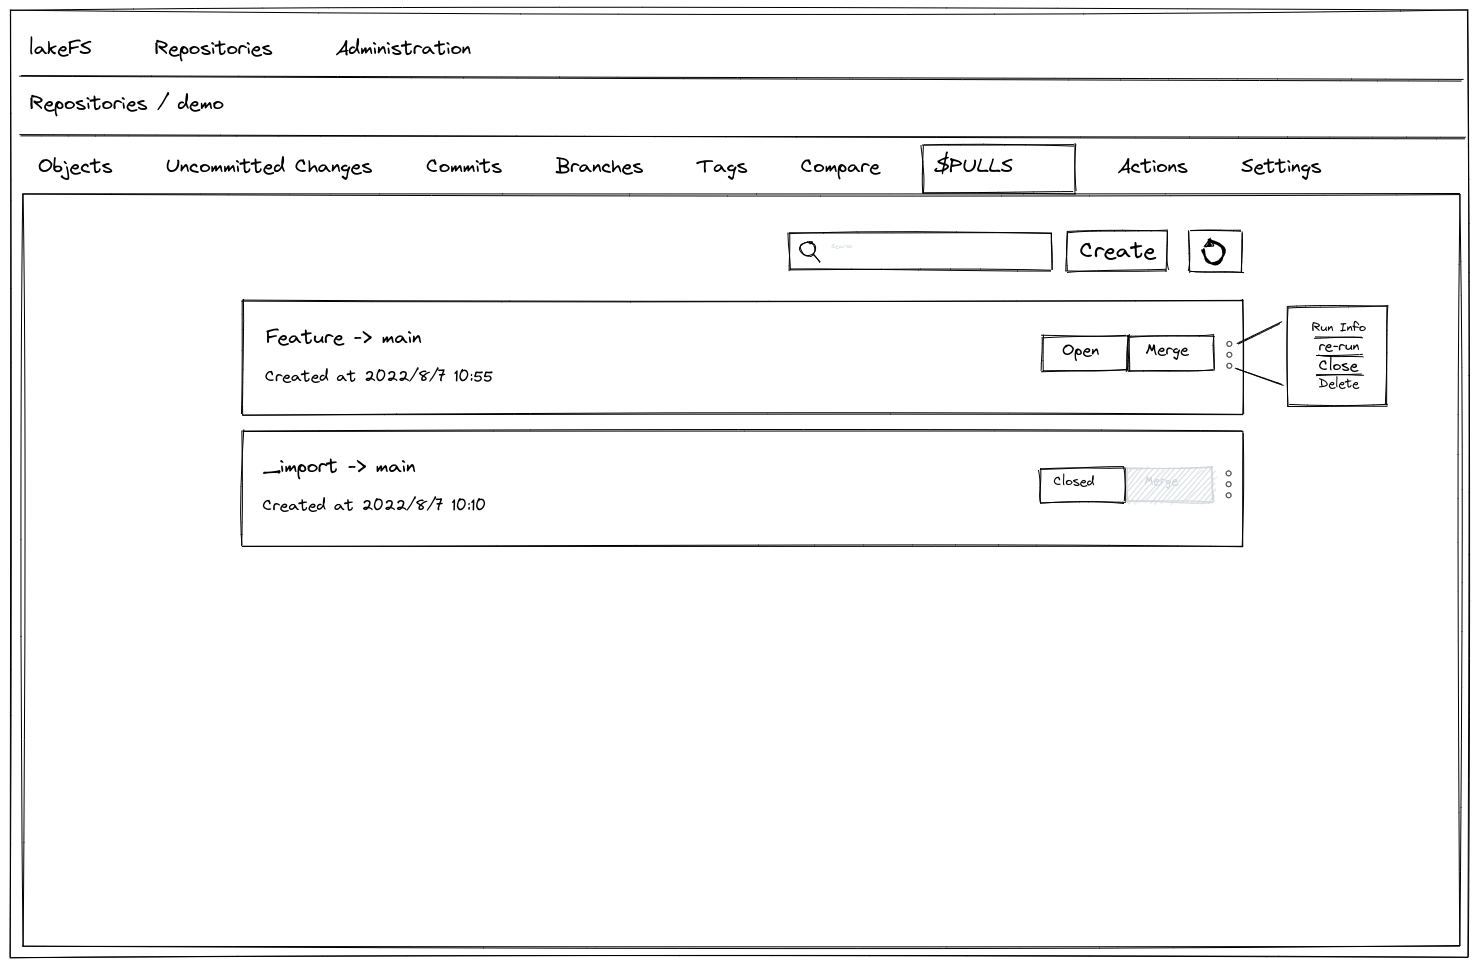 lakeFS Repositories Administration
Repositories / demo
Objects Uncommitted Changes Commits Branches Tags Compare $PULLS Actions Settings
Search Create
Feature -> main
Created at 2022/8/7 10:55
Open Merge
Run Info
re-run
Close
Delete
_import -> main
Created at 2022/8/7 10:10
Closed Merge